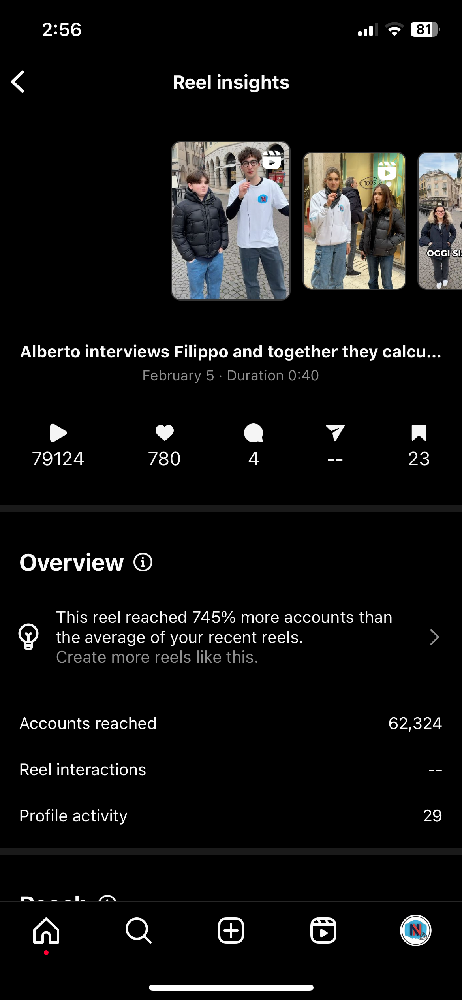 2:56
81
Reel insights
TOD'S
OGGI SI
Alberto interviews Filippo and together they calcu...
February 5 · Duration 0:40
79124
780
4
--
23
Overview
This reel reached 745% more accounts than
the average of your recent reels.
Create more reels like this.
Accounts reached
62,324
Reel interactions
--
Profile activity
29
Reach